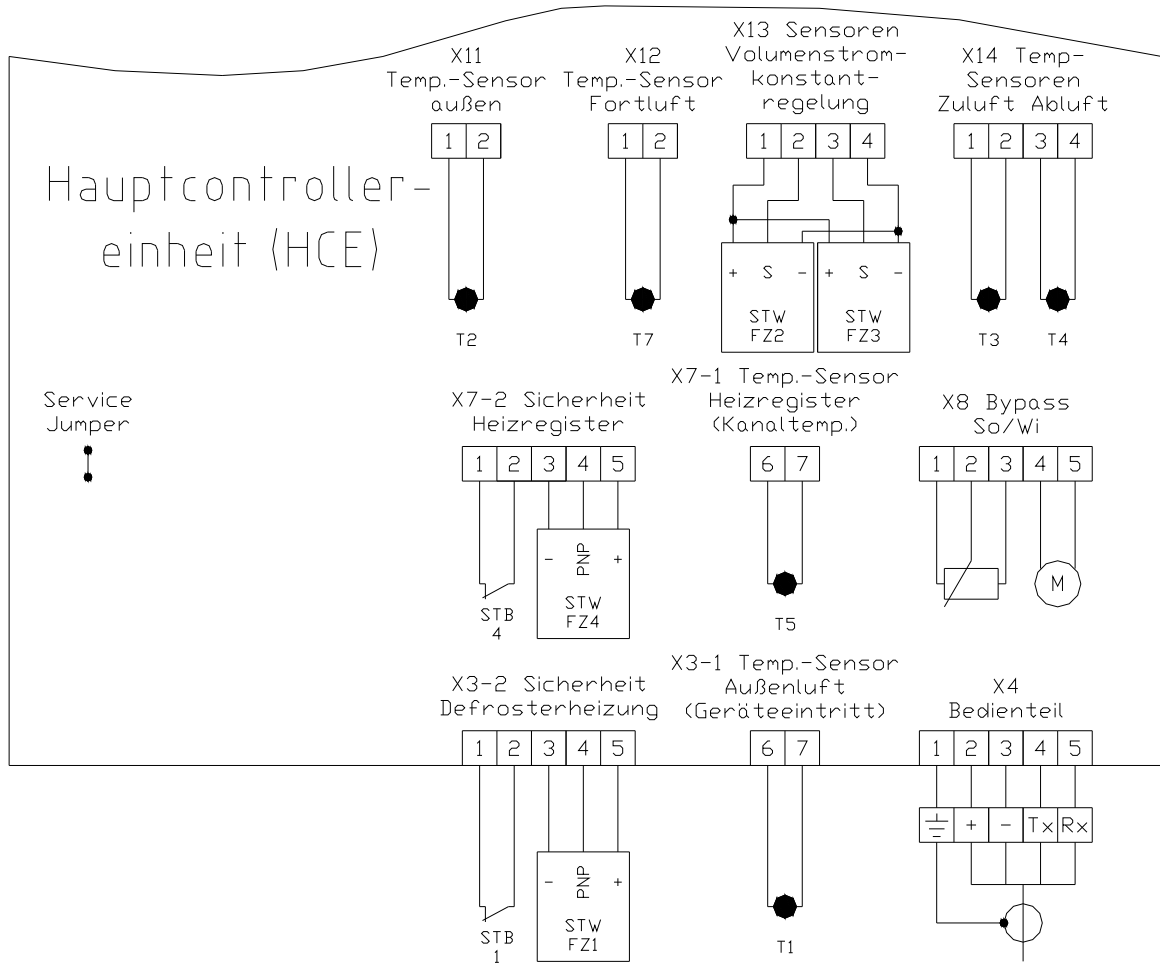 X11
Temp.-Sensor
außen
1 2
T2
X12
Temp.-Sensor
Fortluft
1 2
T7
X13 Sensoren
Volumenstrom-
konstant-
regelung
1 2 3 4
+ S -
STW
FZ2
+ S -
STW
FZ3
X14 Temp-
Sensoren
Zuluft Abluft
1 2 3 4
T3 T4
Hauptcontroller-
einheit (HCE)
Service
Jumper
X7-2 Sicherheit
Heizregister
1 2 3 4 5
STB
4
- PNP +
STW
FZ4
X7-1 Temp.-Sensor
Heizregister
(Kanaltemp.)
6 7
T5
X8 Bypass
So/Wi
1 2 3 4 5
M
X3-2 Sicherheit
Defrosterheizung
1 2 3 4 5
STB
1
- PNP +
STW
FZ1
X3-1 Temp.-Sensor
Außenluft
(Geräteeintritt)
6 7
T1
X4
Bedienteil
1 2 3 4 5
+ - Tx Rx